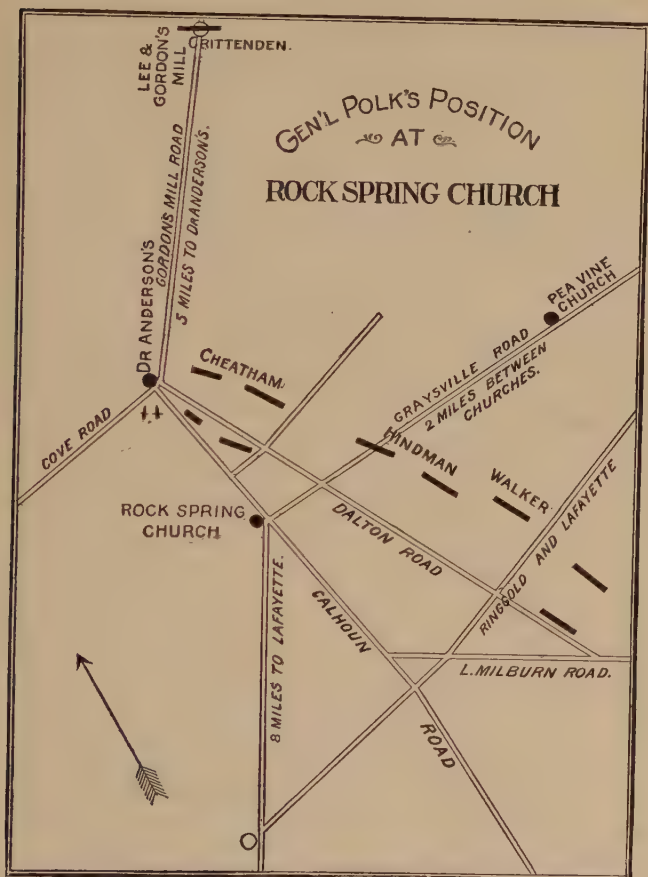 LEE &
GORDON'S
MILL
CRITTENDEN.
GEN'L POLK'S POSITION
AT
ROCK SPRING CHURCH
GORDON'S MILL ROAD
5 MILES TO DR ANDERSON'S.
DR ANDERSON'S
PEA VINE
CHURCH
CHEATHAM.
GRAYSVILLE ROAD
2 MILES BETWEEN
CHURCHES.
COVE ROAD
HINDMAN
WALKER
ROCK SPRING
CHURCH
DALTON ROAD
RINGGOLD AND LAFAYETTE
8 MILES TO LAFAYETTE.
CALHOUN
ROAD
L. MILBURN ROAD.